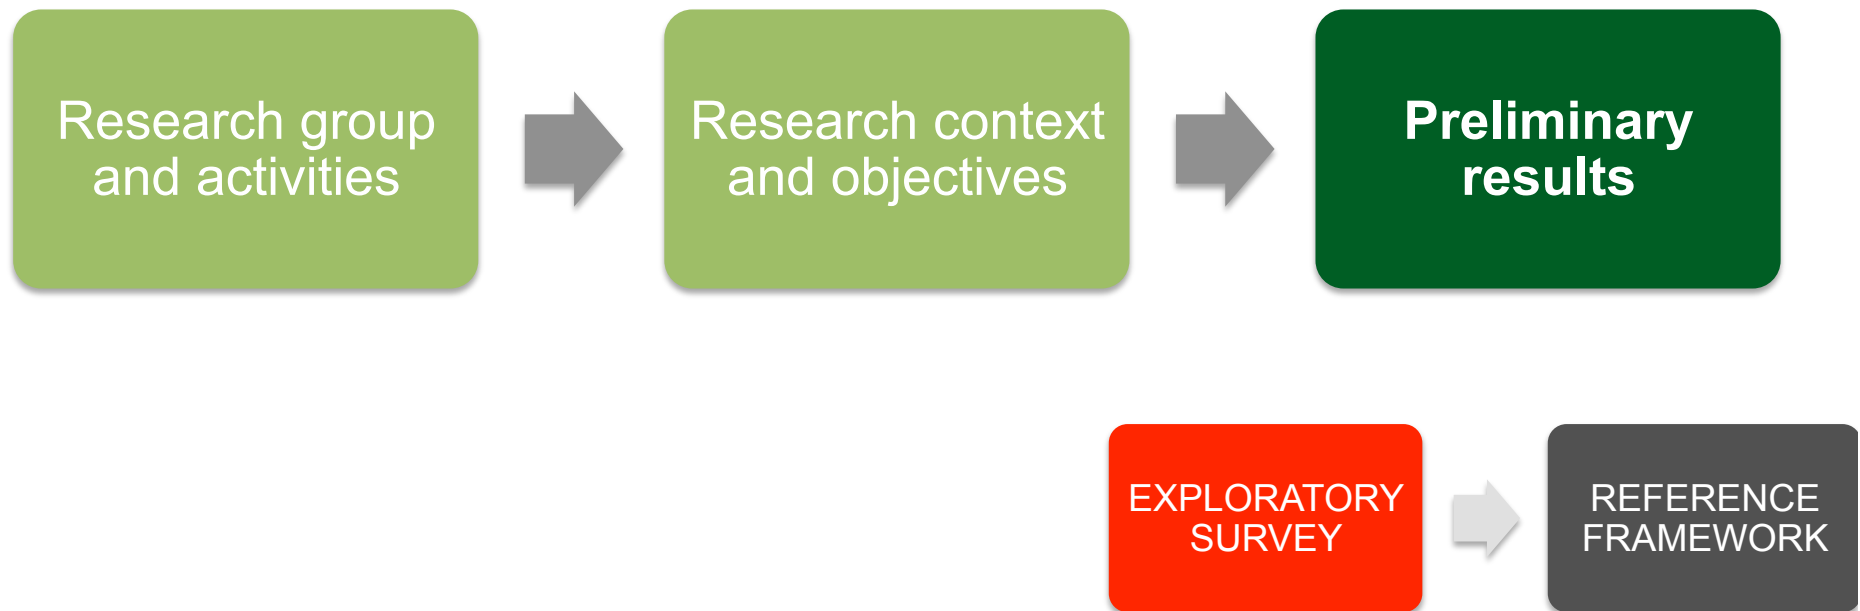 Research group
and activities
Research context
and objectives
Preliminary
results
EXPLORATORY
SURVEY
REFERENCE
FRAMEWORK